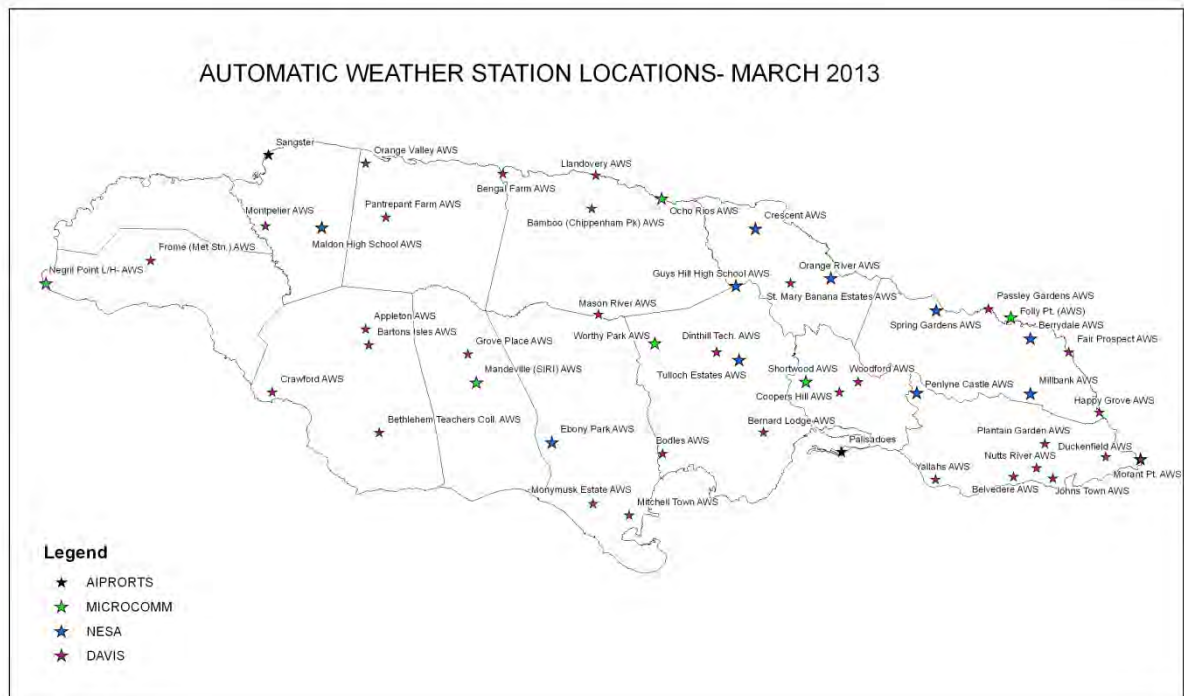 AUTOMATIC WEATHER STATION LOCATIONS- MARCH 2013
Sangster
Orange Valley AWS
Llandovery AWS
Bengal Farm AWS
Pantrepant Farm AWS
Montpelier AWS
Bamboo (Chippenham Pk) AWS
Ocho Rios AWS
Crescent AWS
Maldon High School AWS
Frome (Met Stn.) AWS
Negril Point L/H- AWS
Guys Hill High School AWS
Orange River AWS
St. Mary Banana Estates AWS
Passley Gardens AWS
Folly Pt. (AWS)
Spring Gardens AWS
Berrydale AWS
Fair Prospect AWS
Mason River AWS
Appleton AWS
Bartons Isles AWS
Grove Place AWS
Worthy Park AWS
Dinthill Tech. AWS
Mandeville (SIRI) AWS
Tulloch Estates AWS
Shortwood AWS
Woodford AWS
Crawford AWS
Coopers Hill AWS
Penlyne Castle AWS
Millbank AWS
Happy Grove AWS
Bethlehem Teachers Coll. AWS
Ebony Park AWS
Bernard Lodge AWS
Plantain Garden AWS
Bodles AWS
Palisadoes
Duckenfield AWS
Nutts River AWS
Yallahs AWS
Morant Pt. AWS
Belvedere AWS
Johns Town AWS
Monymusk Estate AWS
Mitchell Town AWS
Legend
AIPRORTS
MICROCOMM
NESA
DAVIS